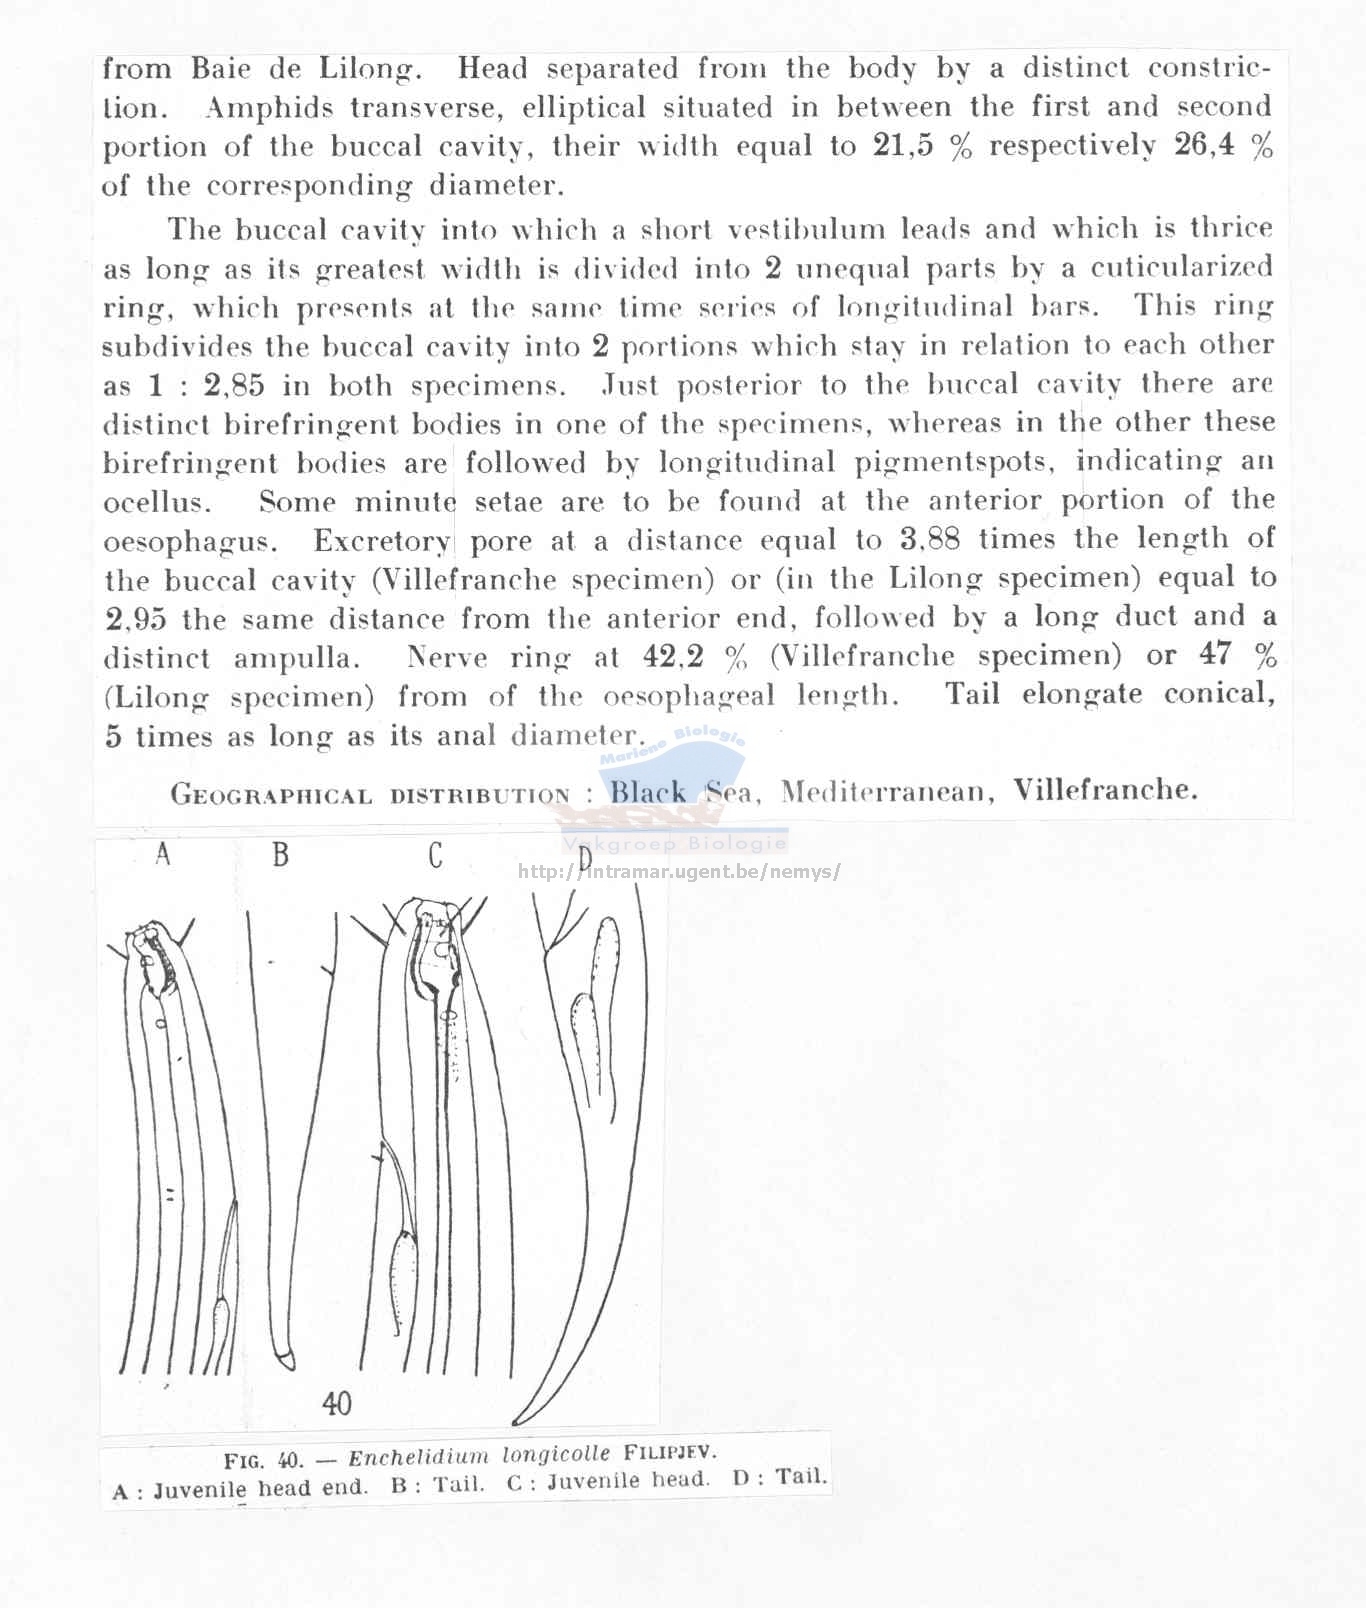 from Baie de Lilong. Head separated from the body by a distinct constric-
tion. Amphids transverse, elliptical situated in between the first and second
portion of the buccal cavity, their width equal to 21,5 % respectively 26,4 %
of the corresponding diameter.
The buccal cavity into which a short vestibulum leads and which is thrice
as long as its greatest width is divided into 2 unequal parts by a cuticularized
ring, which presents at the same time series of longitudinal bars. This ring
subdivides the buccal cavity into 2 portions which stay in relation to each other
as 1 : 2,85 in both specimens. Just posterior to the buccal cavity there are
distinct birefringent bodies in one of the specimens, whereas in the other these
birefringent bodies are followed by longitudinal pigmentspots, indicating an
ocellus. Some minute setae are to be found at the anterior portion of the
oesophagus. Excretory pore at a distance equal to 3,88 times the length of
the buccal cavity (Villefranche specimen) or (in the Lilong specimen) equal to
2,95 the same distance from the anterior end, followed by a long duct and a
distinct ampulla. Nerve ring at 42,2 % (Villefranche specimen) or 47 %
(Lilong specimen) from of the oesophageal length. Tail elongate conical,
5 times as long as its anal diameter.
Marine Biologie
GEOGRAPHICAL DISTRIBUTION : Black Sea, Mediterranean, Villefranche.
Vakgroep Biologie
http://intramar.ugent.be/nemys/
A B C D
40
FIG. 40. — Enchelidium longicolle FILIPJEV.
A : Juvenile head end. B : Tail. C : Juvenile head. D : Tail.